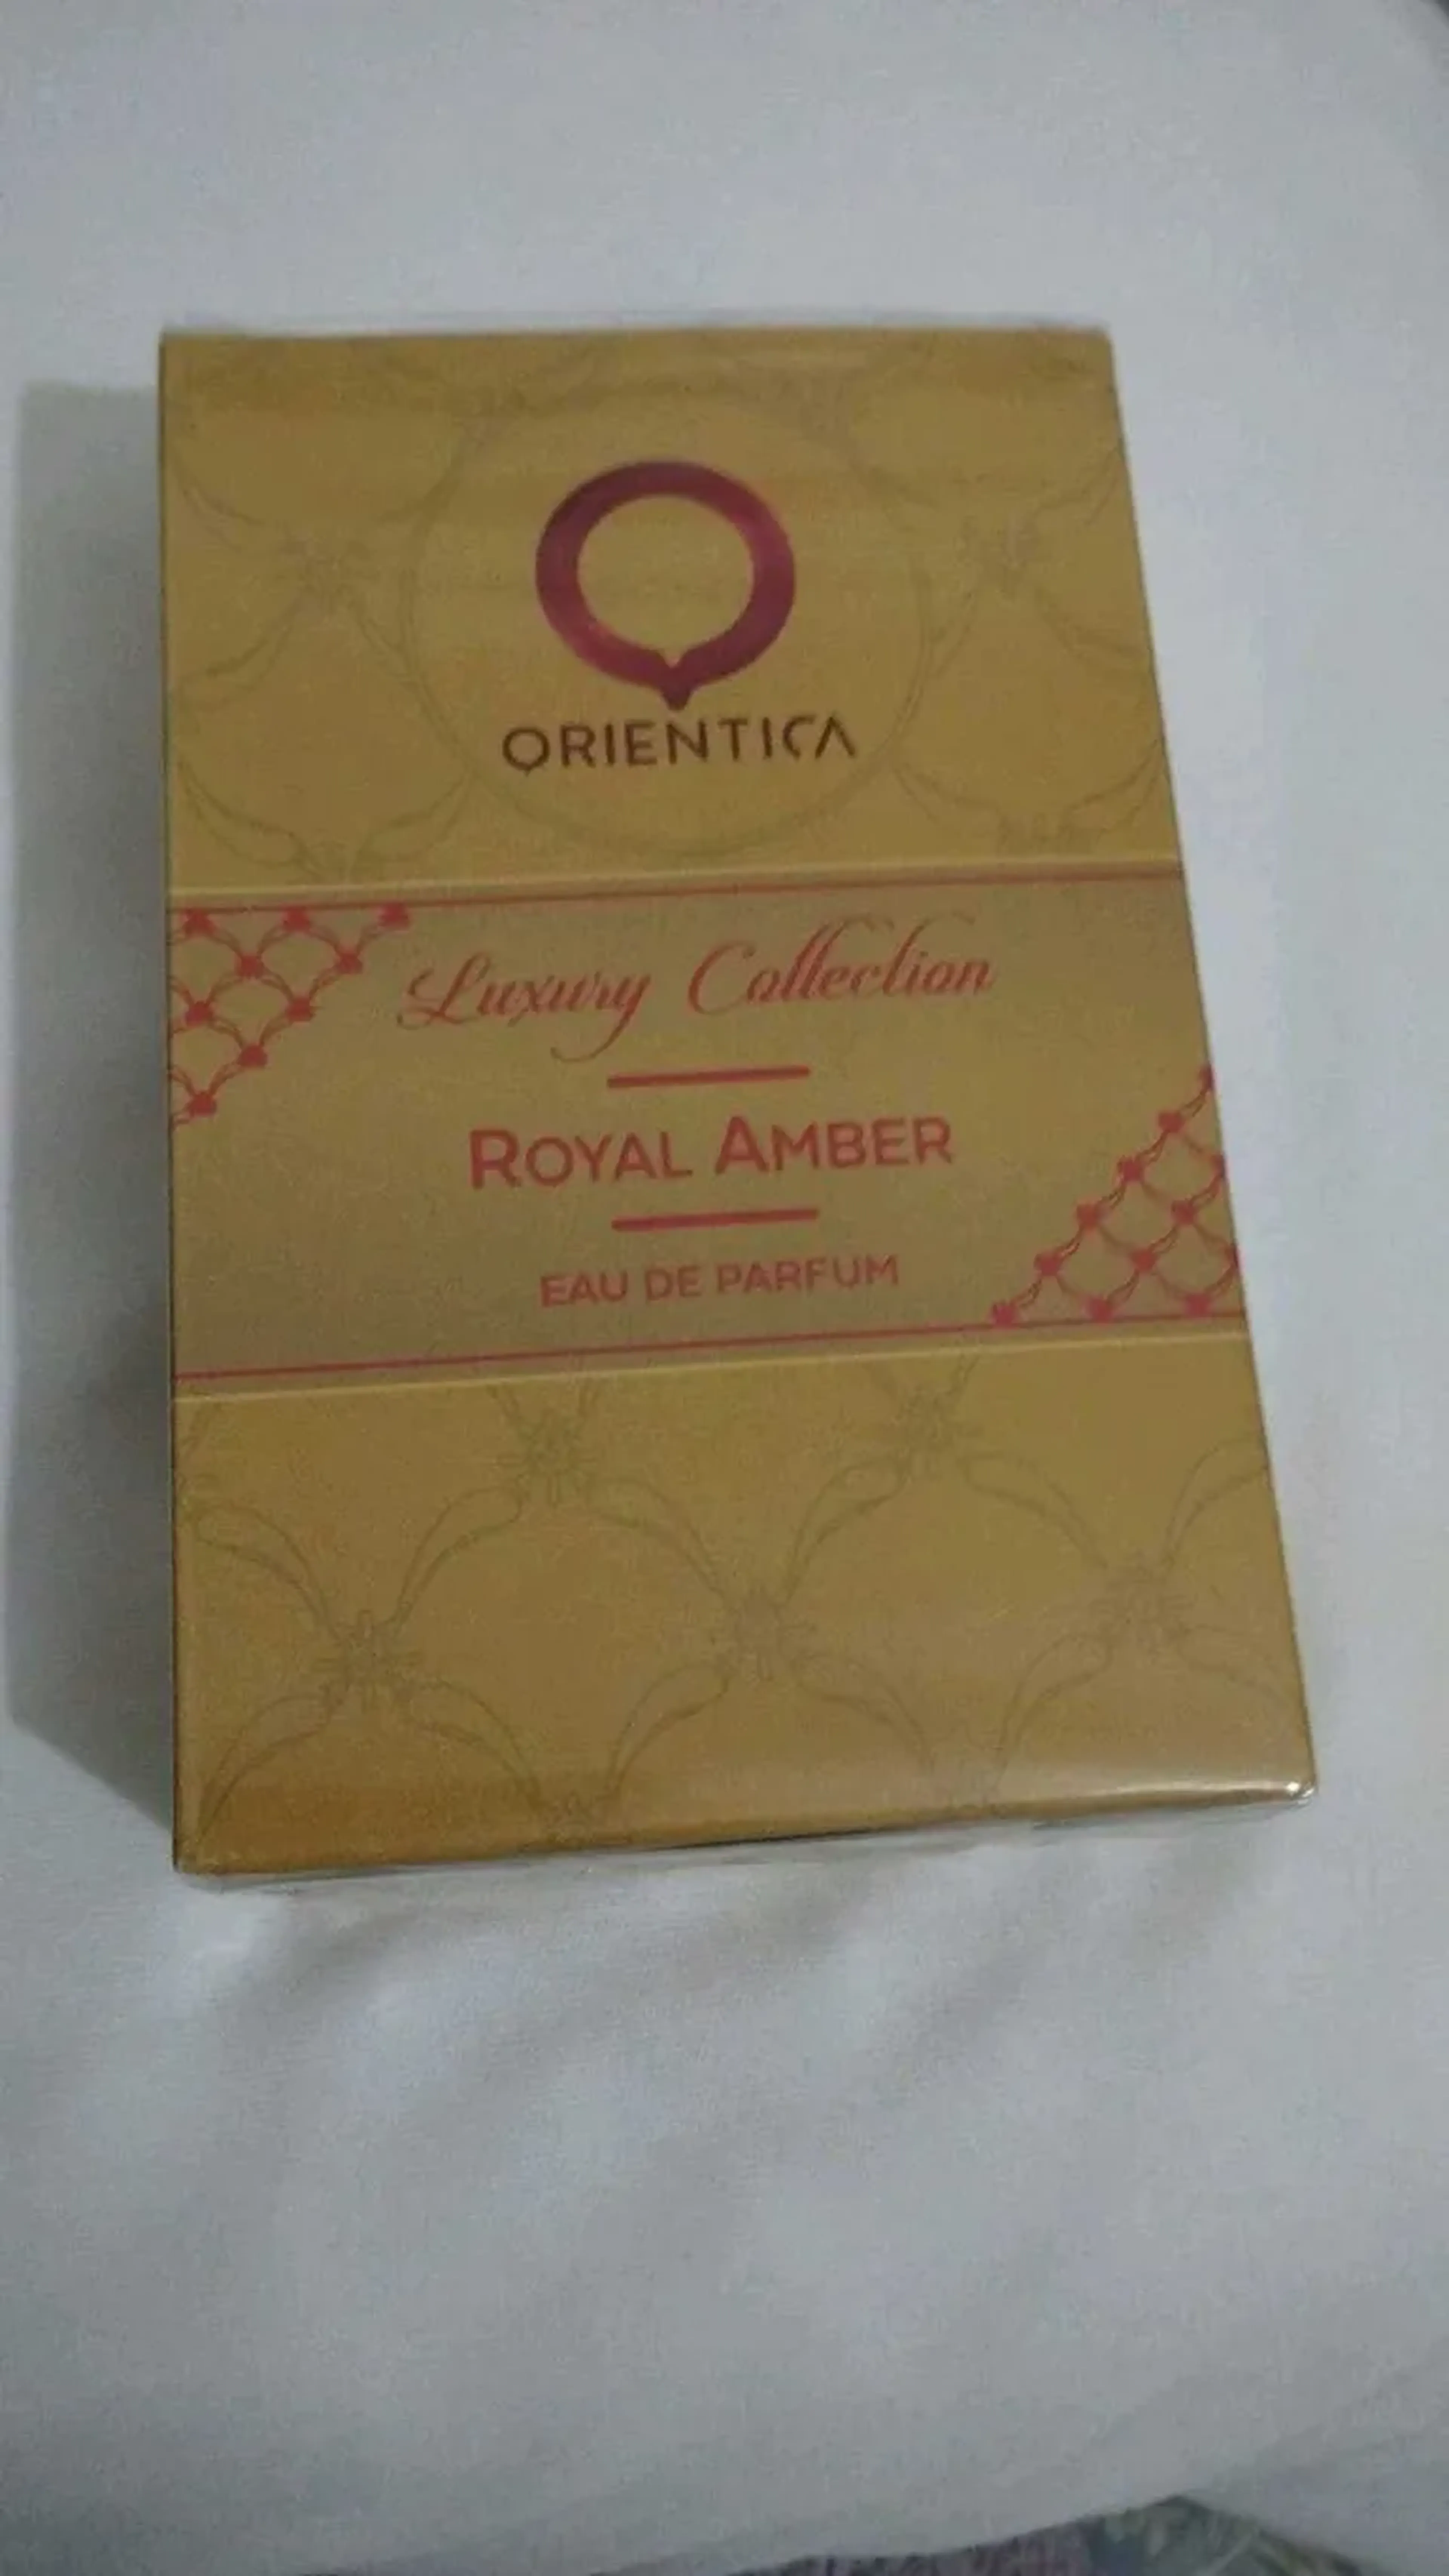 ORIENTICA
Luxury Collection
ROYAL AMBER
EAU DE PARFUM